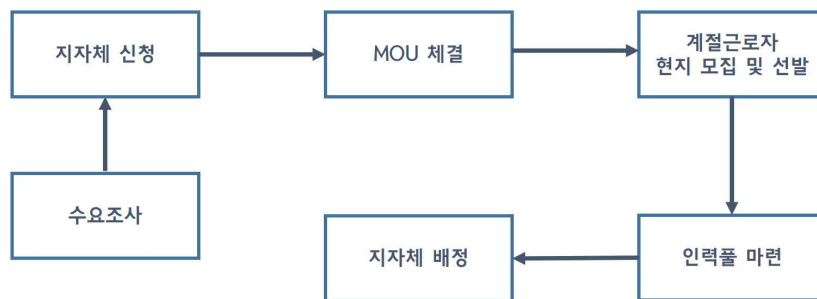 지자체 신청
MOU 체결
계절근로자
현지 모집 및 선발
수요조사
지자체 배정
인력풀 마련